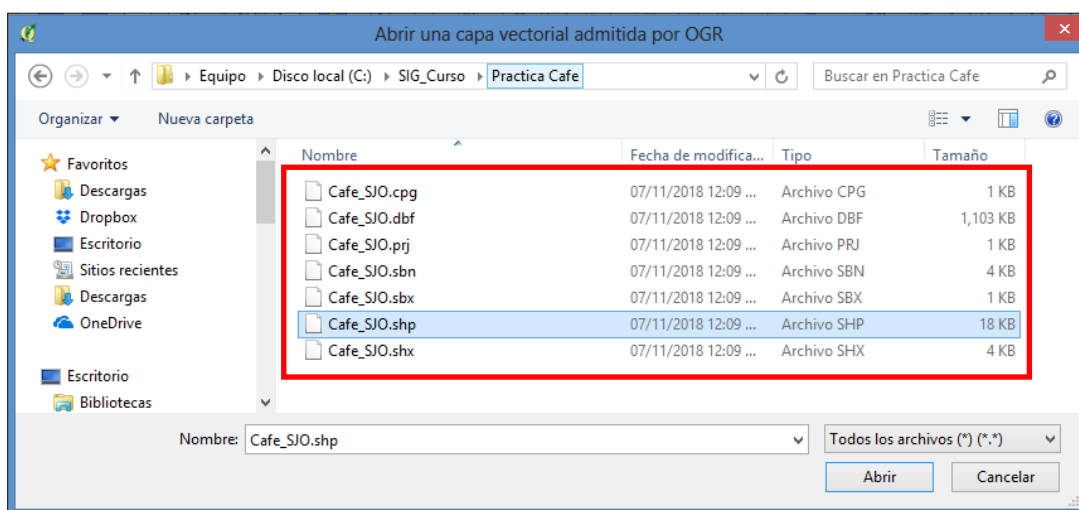 Abrir una capa vectorial admitida por OGR
Equipo Disco local (C:) SIG_Curso Practica Cafe Buscar en Practica Cafe
Organizar Nueva carpeta
Nombre Fecha de modifica... Tipo Tamaño
Favoritos
Descargas
Dropbox
Escritorio
Sitios recientes
Descargas
OneDrive
Escritorio
Bibliotecas
Cafe_SJO.cpg 07/11/2018 12:09 ... Archivo CPG 1 KB
Cafe_SJO.dbf 07/11/2018 12:09 ... Archivo DBF 1,103 KB
Cafe_SJO.prj 07/11/2018 12:09 ... Archivo PRJ 1 KB
Cafe_SJO.sbn 07/11/2018 12:09 ... Archivo SBN 4 KB
Cafe_SJO.sbx 07/11/2018 12:09 ... Archivo SBX 1 KB
Cafe_SJO.shp 07/11/2018 12:09 ... Archivo SHP 18 KB
Cafe_SJO.shx 07/11/2018 12:09 ... Archivo SHX 4 KB
Nombre: Cafe_SJO.shp Todos los archivos (*) (*.*)
Abrir Cancelar